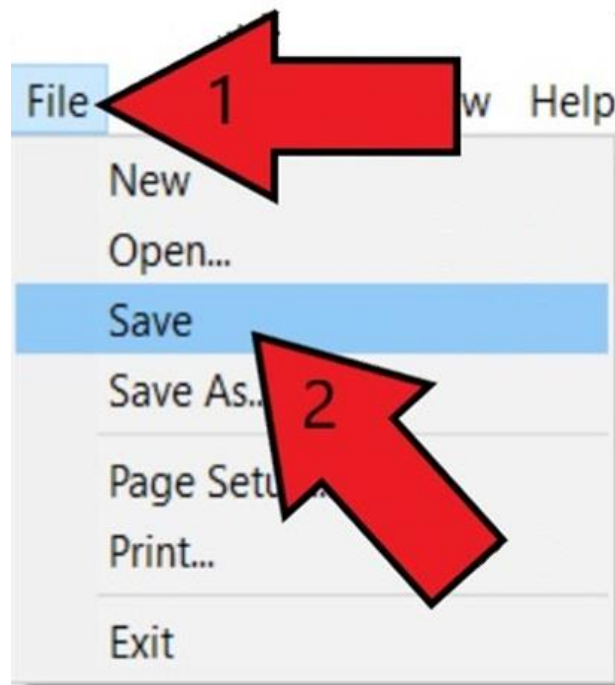 File 1 w Help
New
Open...
Save
Save As..
2
Page Setu...
Print...
Exit